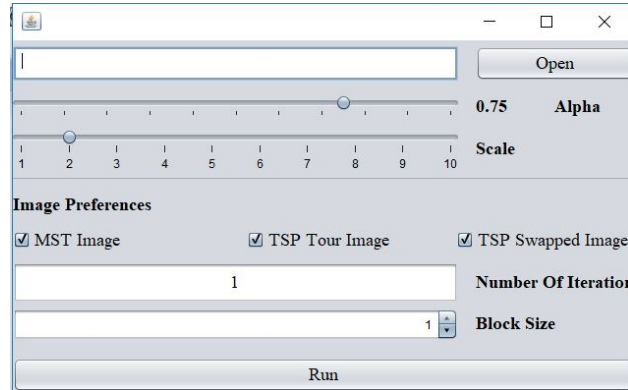 Open
0.75 Alpha
1 2 3 4 5 6 7 8 9 10 Scale
Image Preferences
MST Image TSP Tour Image TSP Swapped Image
1 Number Of Iteration
1 Block Size
Run